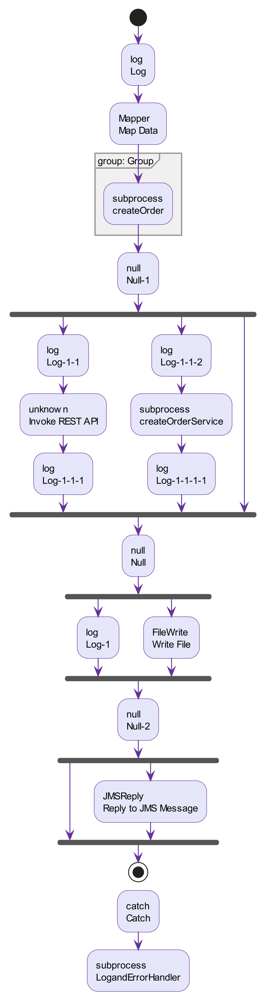 log
Log
Mapper
Map Data
group: Group
subprocess
createOrder
null
Null-1
log
Log-1-1
log
Log-1-1-2
unknown
Invoke REST API
subprocess
createOrderService
log
Log-1-1-1
log
Log-1-1-1-1
null
Null
log
Log-1
FileWrite
Write File
null
Null-2
JMSReply
Reply to JMS Message
catch
Catch
subprocess
LogandErrorHandler